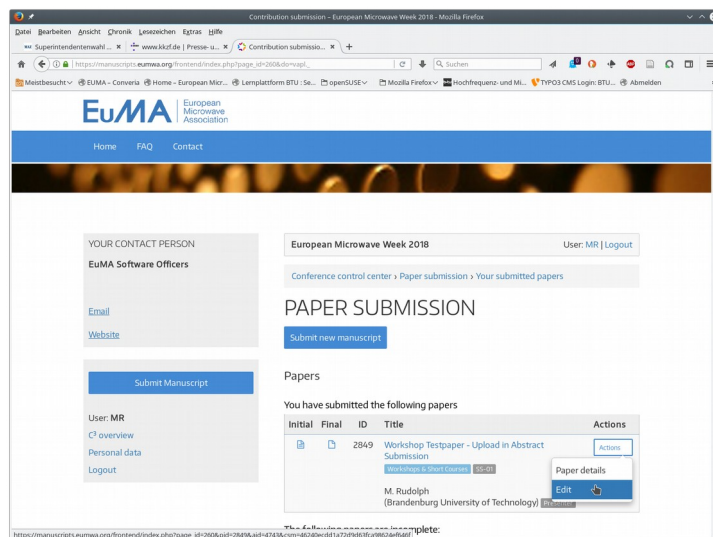 Contribution submission – European Microwave Week 2018 - Mozilla Firefox
Datei Bearbeiten Ansicht Chronik Lesezeichen Extras Hilfe
Superintendentenwahl ... × www.kkzf.de | Presse- u... × Contribution submissio... × +
https://manuscripts.eumwa.org/frontend/index.php?page_id=260&do=vapl._ Suchen
Meistbesucht EUMA – Converia Home – European Micr... Lernplattform BTU : Se... openSUSE Mozilla Firefox Hochfrequenz- und Mi... TYPO3 CMS Login: BTU... Abmelden
EuMA European
Microwave
Association
Home FAQ Contact
YOUR CONTACT PERSON
EuMA Software Officers
Email
Website
Submit Manuscript
User: MR
C³ overview
Personal data
Logout
European Microwave Week 2018 User: MR | Logout
Conference control center › Paper submission › Your submitted papers
PAPER SUBMISSION
Submit new manuscript
Papers
You have submitted the following papers
Initial Final ID Title Actions
2849 Workshop Testpaper - Upload in Abstract Actions
Submission
Workshops & Short Courses SS-01
Paper details
Edit
M. Rudolph
(Brandenburg University of Technology) Presenter
The following papers are incomplete: